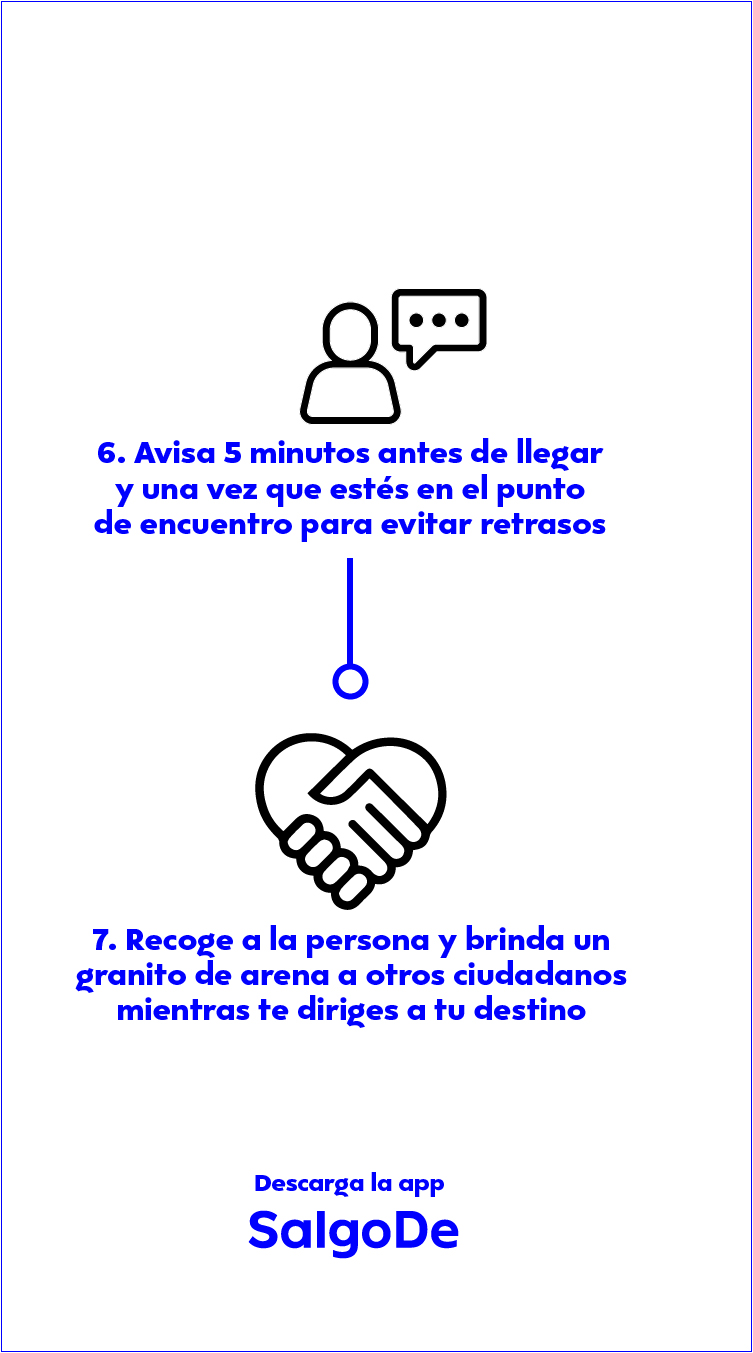 6. Avisa 5 minutos antes de llegar
y una vez que estés en el punto
de encuentro para evitar retrasos
7. Recoge a la persona y brinda un
granito de arena a otros ciudadanos
mientras te diriges a tu destino
Descarga la app
SalgoDe